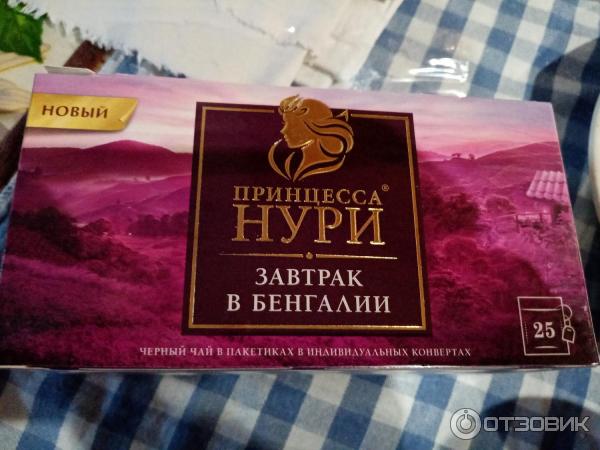 НОВЫЙ
ПРИНЦЕССА®
НУРИ
ЗАВТРАК
В БЕНГАЛИИ
25
ЧЕРНЫЙ ЧАЙ В ПАКЕТИКАХ В ИНДИВИДУАЛЬНЫХ КОНВЕРТАХ
ОТЗОВИК